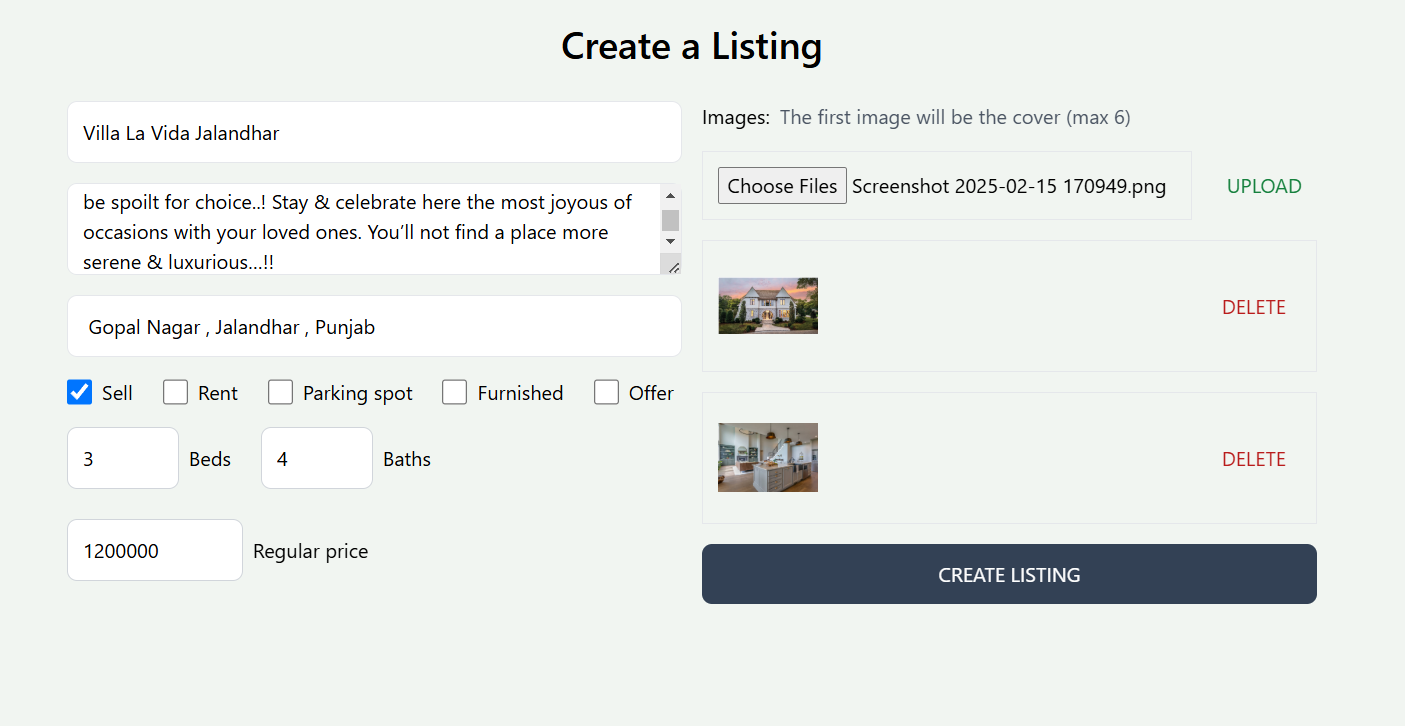 Create a Listing
Villa La Vida Jalandhar
be spoilt for choice..! Stay & celebrate here the most joyous of
occasions with your loved ones. You’ll not find a place more
serene & luxurious…!!
Gopal Nagar , Jalandhar , Punjab
Sell Rent Parking spot Furnished Offer
3 Beds 4 Baths
1200000 Regular price
Images: The first image will be the cover (max 6)
Choose Files Screenshot 2025-02-15 170949.png UPLOAD
DELETE
DELETE
CREATE LISTING